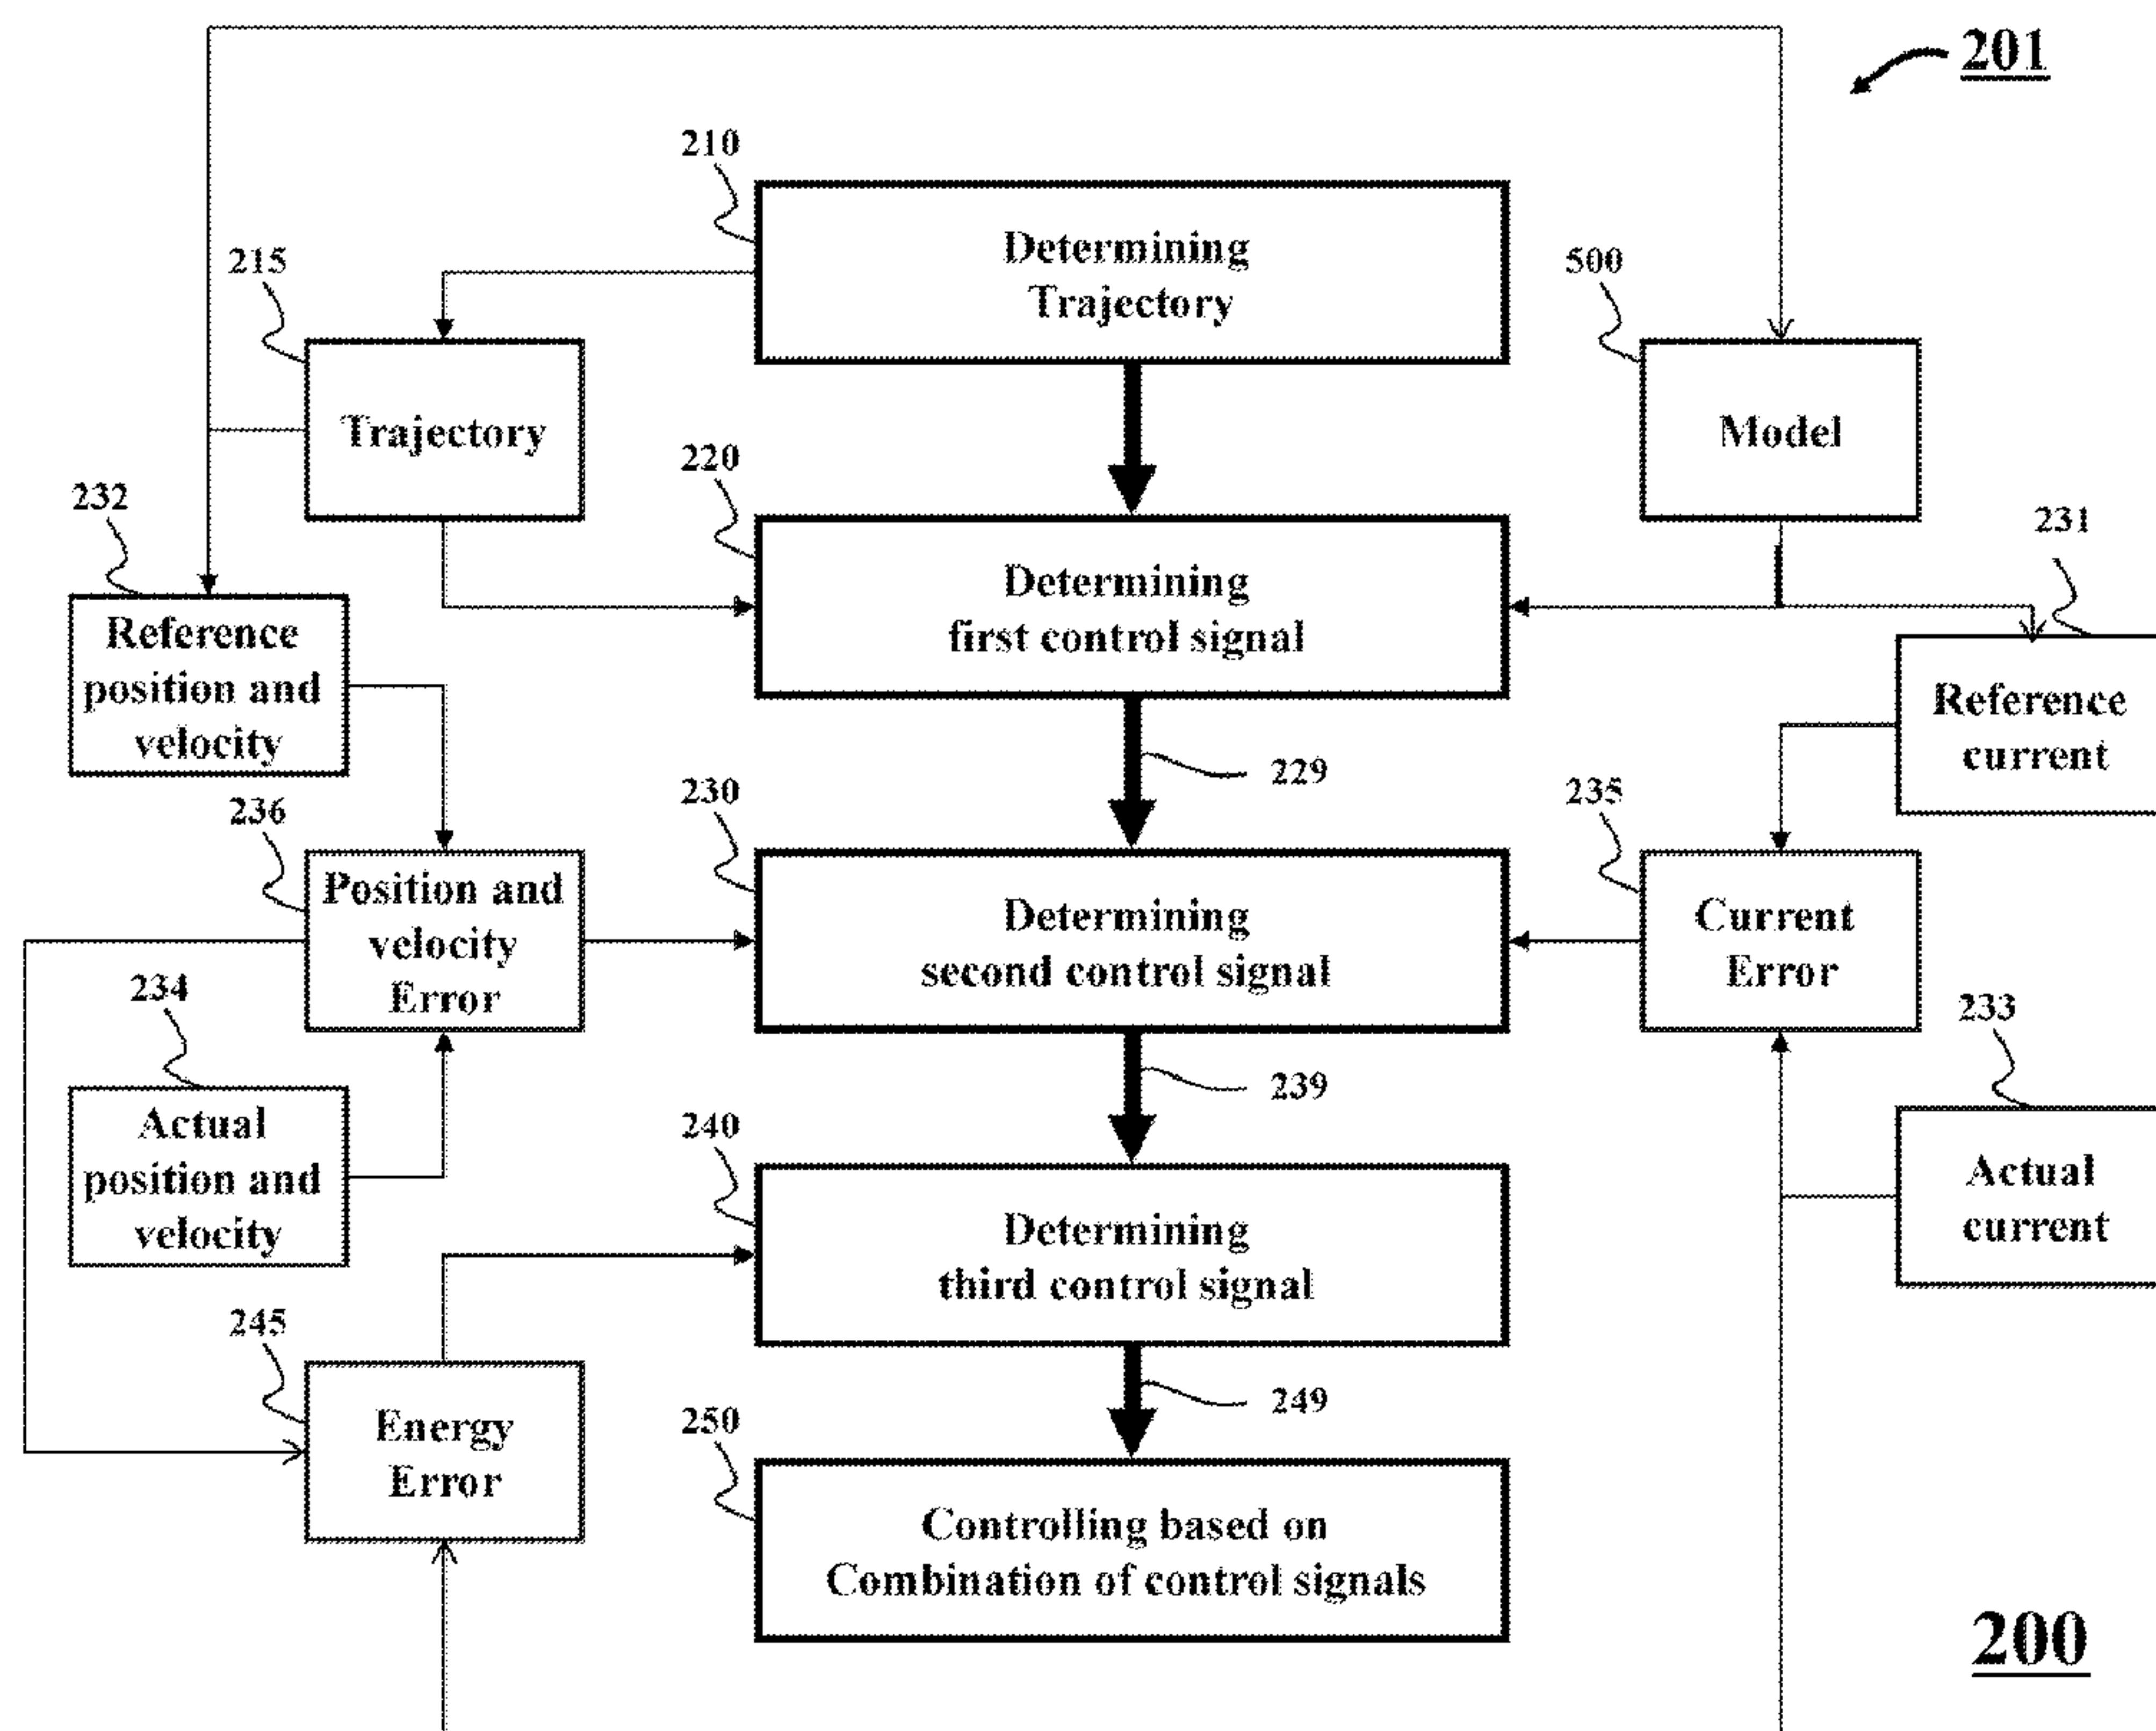 201
210
Determining
Trajectory
215
500
Trajectory
Model
220
232
231
Determining
first control signal
Reference
position and
velocity
Reference
current
229
230
235
236
Position and
velocity
Error
Determining
second control signal
Current
Error
234
233
239
Actual
position and
velocity
240
Determining
third control signal
Actual
current
245
249
250
Energy
Error
Controlling based on
Combination of control signals
200